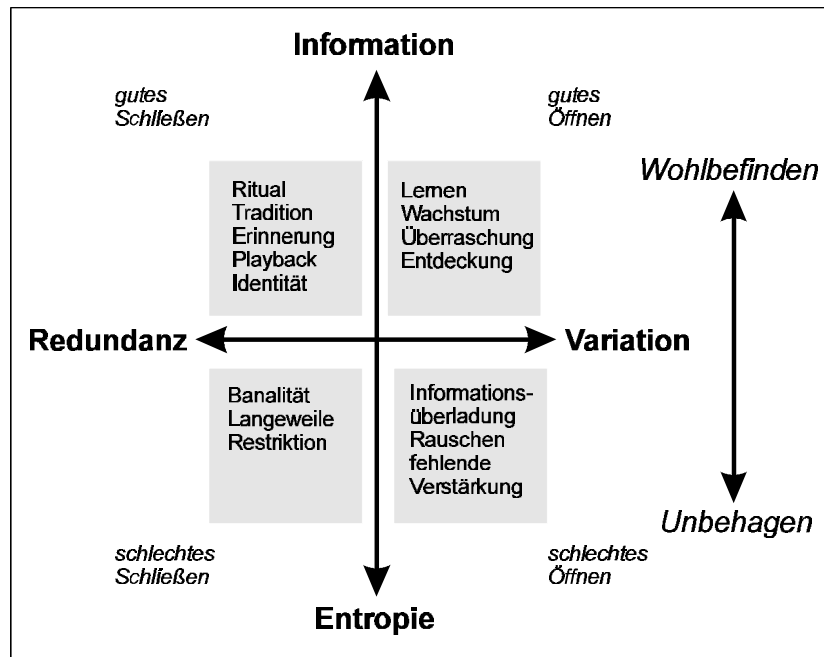 Information
gutes
Schließen
gutes
Öffnen
Wohlbefinden
Ritual
Tradition
Erinnerung
Playback
Identität
Lernen
Wachstum
Überraschung
Entdeckung
Redundanz
Variation
Banalität
Langeweile
Restriktion
Informations-
überladung
Rauschen
fehlende
Verstärkung
Unbehagen
schlechtes
Schließen
schlechtes
Öffnen
Entropie